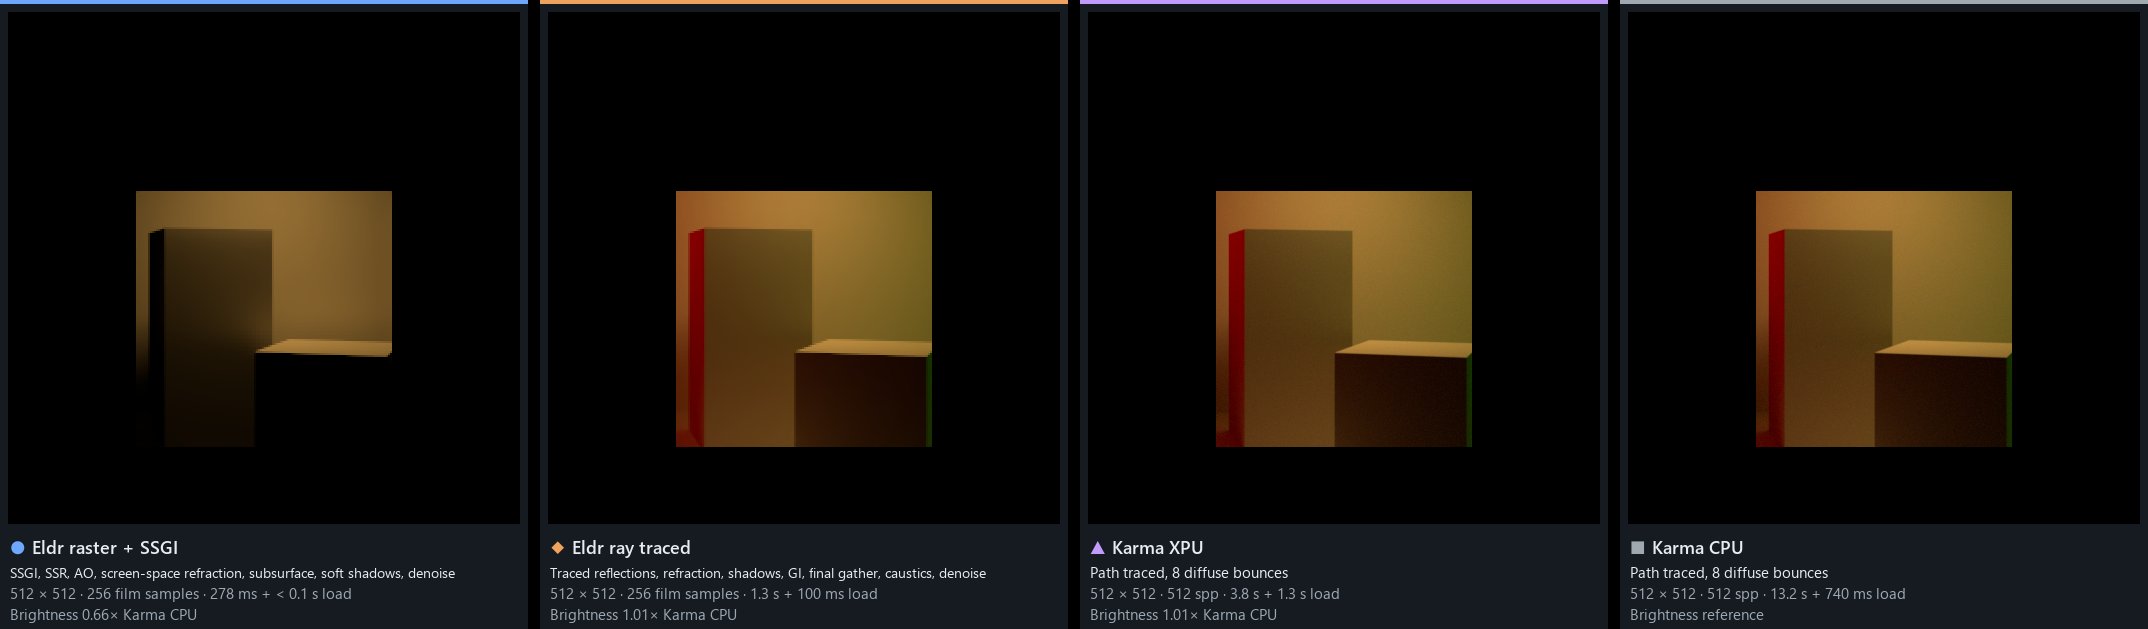 Eldr raster + SSGI
SSGI, SSR, AO, screen-space refraction, subsurface, soft shadows, denoise
512 × 512 · 256 film samples · 278 ms + < 0.1 s load
Brightness 0.66× Karma CPU
Eldr ray traced
Traced reflections, refraction, shadows, GI, final gather, caustics, denoise
512 × 512 · 256 film samples · 1.3 s + 100 ms load
Brightness 1.01× Karma CPU
Karma XPU
Path traced, 8 diffuse bounces
512 × 512 · 512 spp · 3.8 s + 1.3 s load
Brightness 1.01× Karma CPU
Karma CPU
Path traced, 8 diffuse bounces
512 × 512 · 512 spp · 13.2 s + 740 ms load
Brightness reference